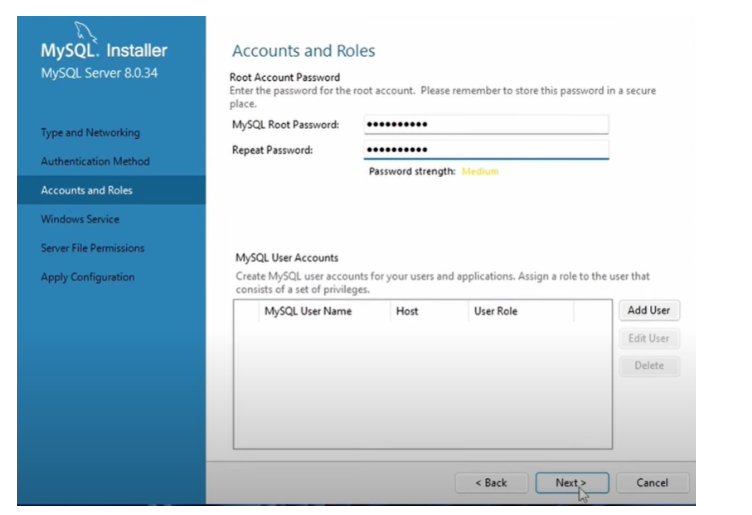 MySQL. Installer
MySQL Server 8.0.34
Type and Networking
Authentication Method
Accounts and Roles
Windows Service
Server File Permissions
Apply Configuration
Accounts and Roles
Root Account Password
Enter the password for the root account. Please remember to store this password in a secure
place.
MySQL Root Password: ●●●●●●●●●●
Repeat Password: ●●●●●●●●●●
Password strength: Medium
MySQL User Accounts
Create MySQL user accounts for your users and applications. Assign a role to the user that
consists of a set of privileges.
MySQL User Name Host User Role
Add User
Edit User
Delete
< Back Next > Cancel